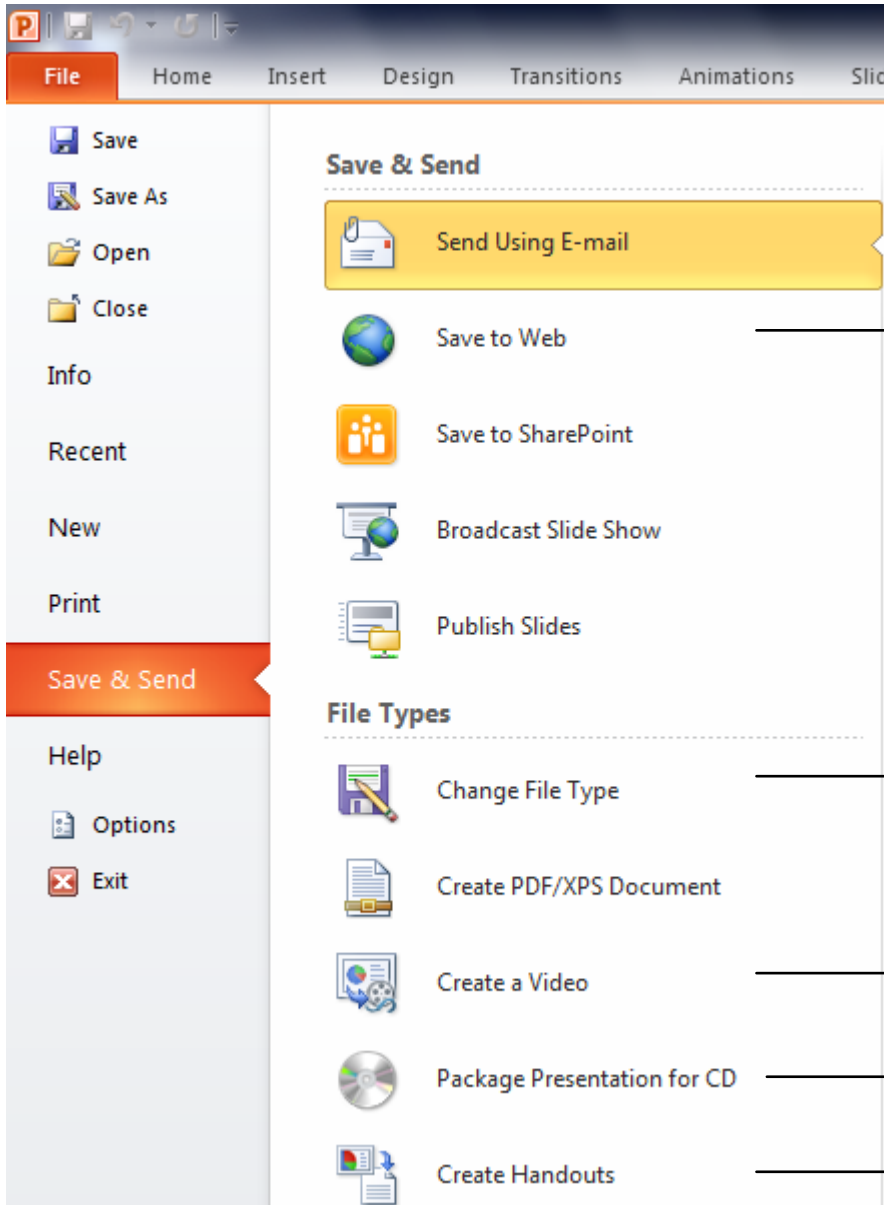 P
File Home Insert Design Transitions Animations
Save
Save As
Open
Close
Info
Recent
New
Print
Save & Send
Help
Options
Exit
Save & Send
Send Using E-mail
Save to Web
Save to SharePoint
Broadcast Slide Show
Publish Slides
File Types
Change File Type
Create PDF/XPS Document
Create a Video
Package Presentation for CD
Create Handouts